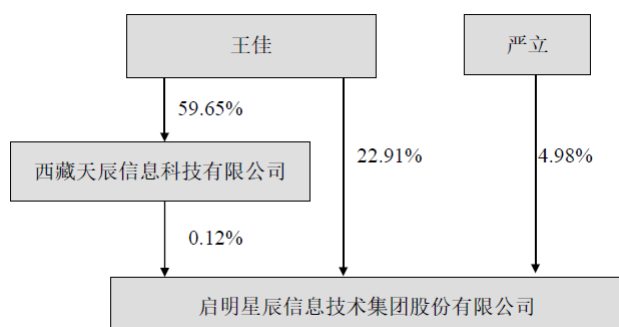 王佳
严立
59.65%
西藏天辰信息科技有限公司
22.91%
4.98%
0.12%
启明星辰信息技术集团股份有限公司